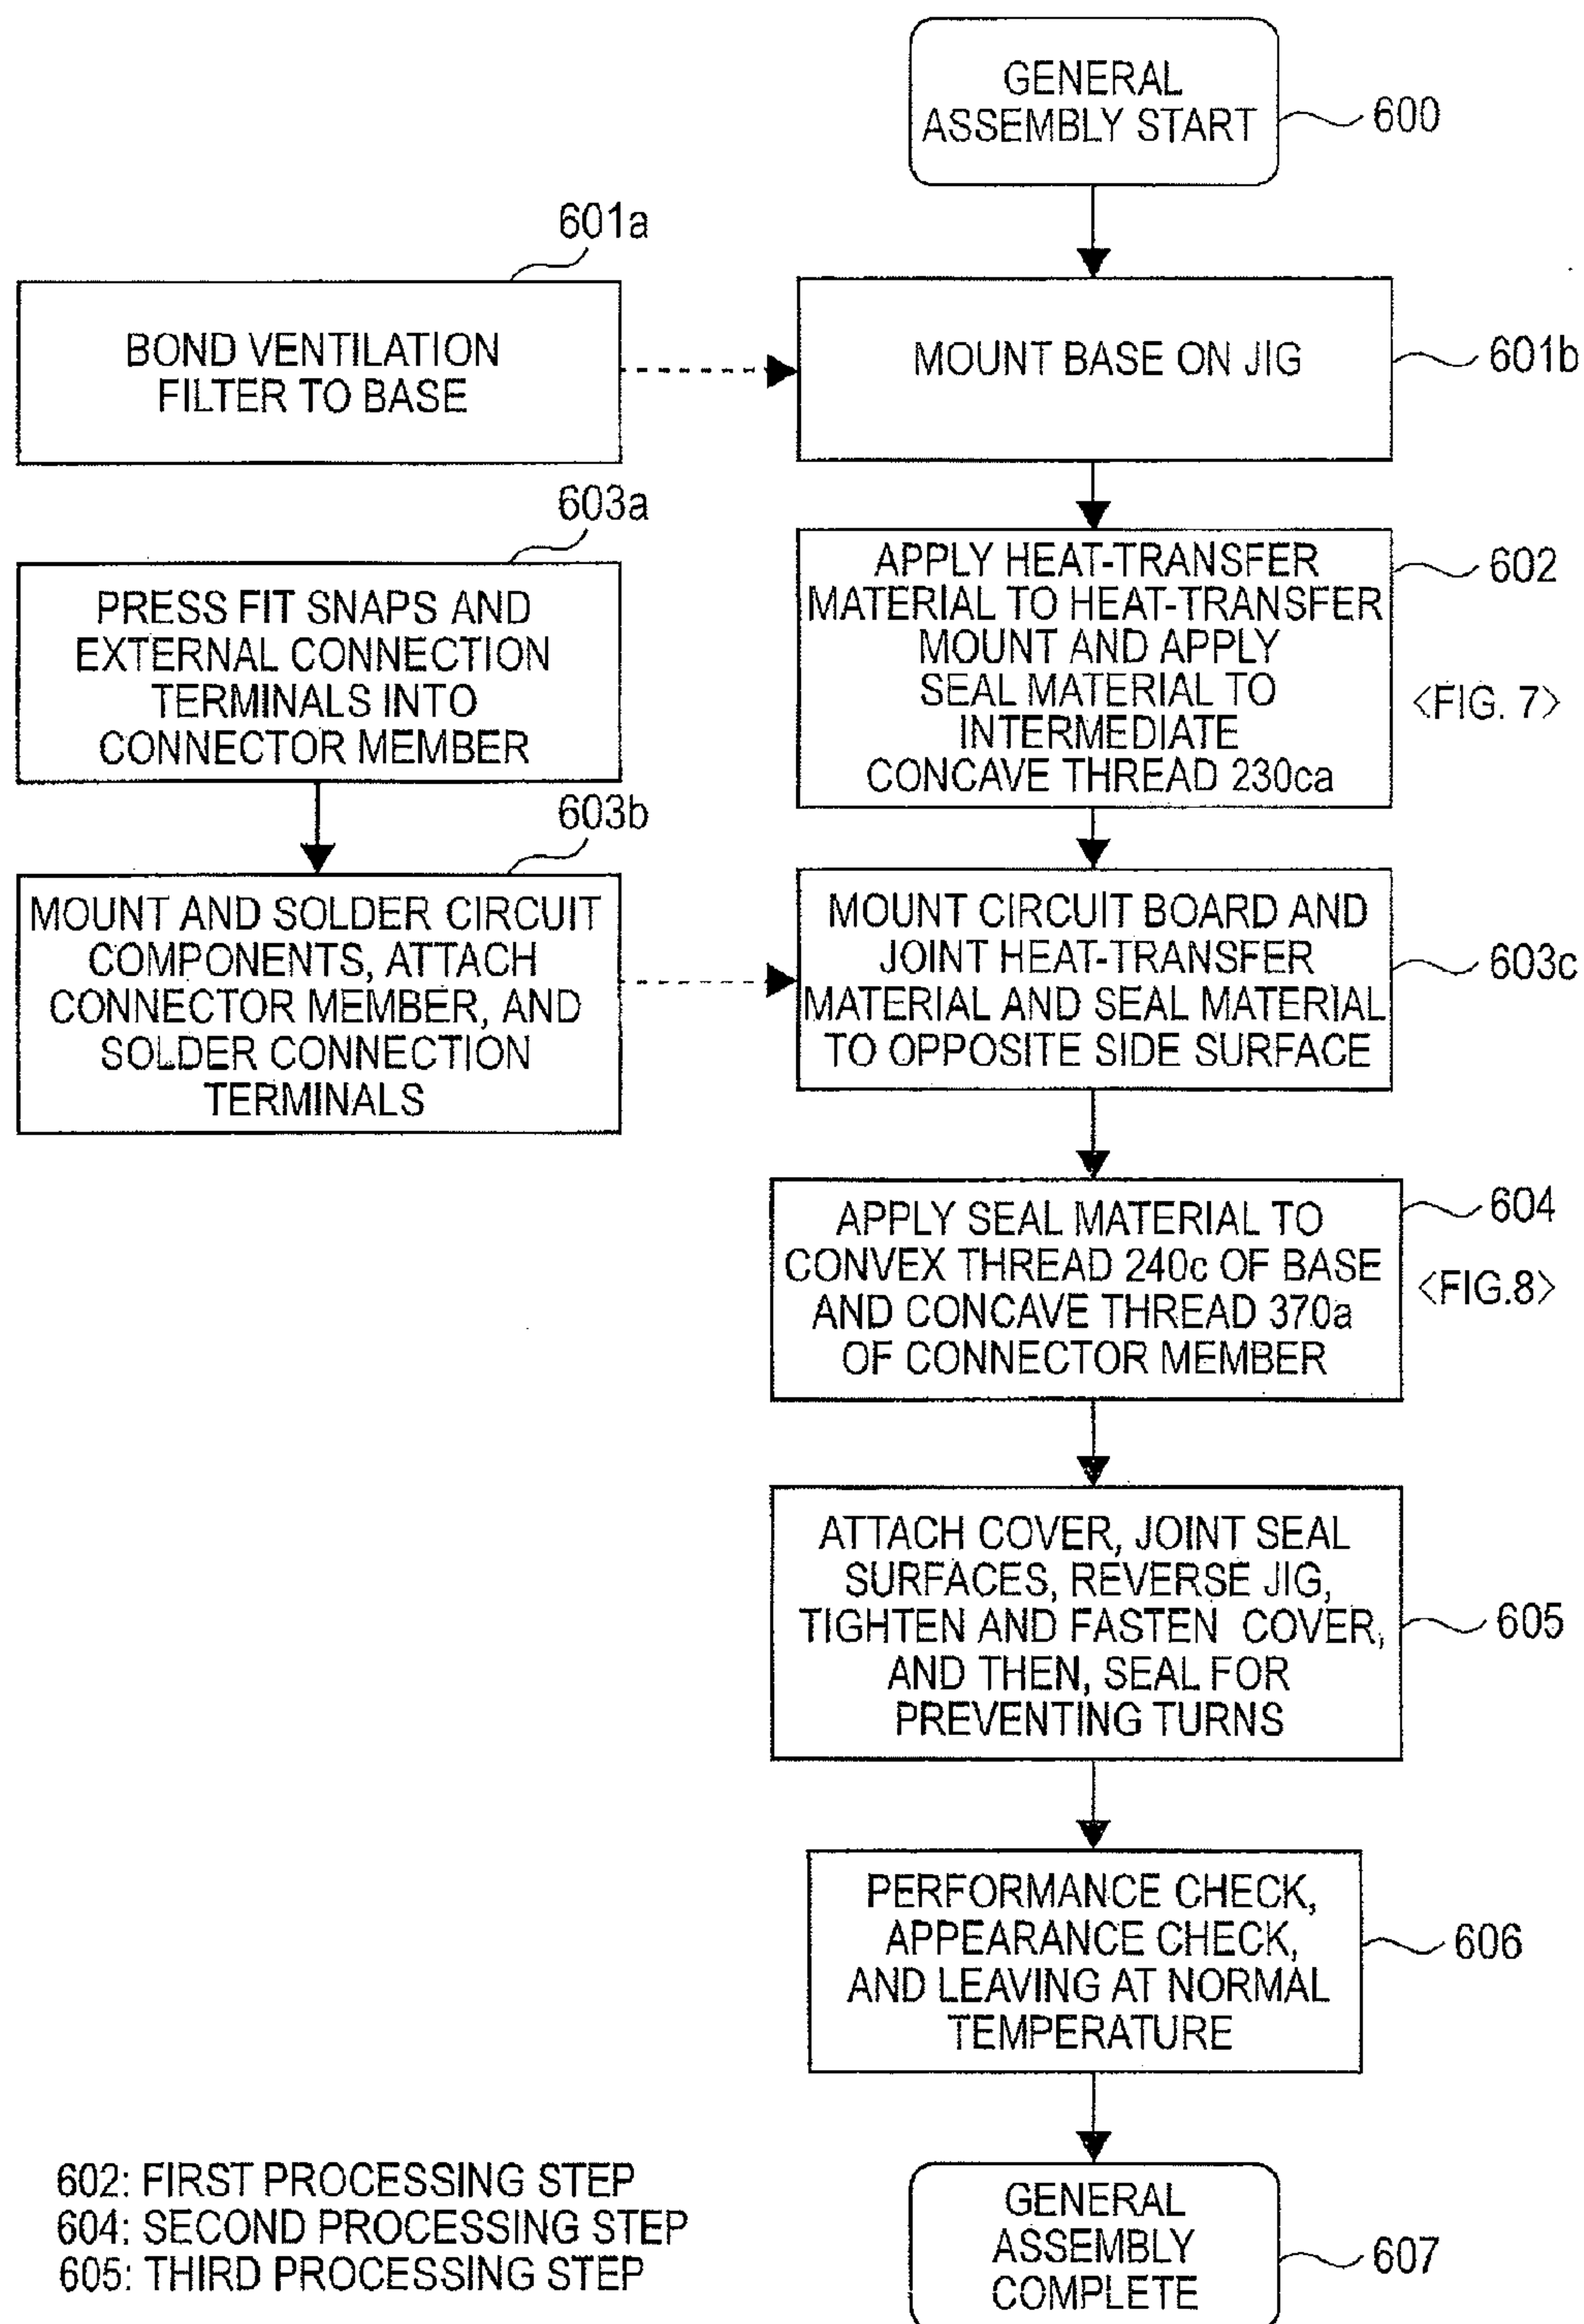 GENERAL
ASSEMBLY START
600
601a
BOND VENTILATION
FILTER TO BASE
MOUNT BASE ON JIG
601b
603a
PRESS FIT SNAPS AND
EXTERNAL CONNECTION
TERMINALS INTO
CONNECTOR MEMBER
APPLY HEAT-TRANSFER
MATERIAL TO HEAT-TRANSFER
MOUNT AND APPLY
SEAL MATERIAL TO
INTERMEDIATE
CONCAVE THREAD 230ca
602
<FIG. 7>
603b
MOUNT AND SOLDER CIRCUIT
COMPONENTS, ATTACH
CONNECTOR MEMBER, AND
SOLDER CONNECTION
TERMINALS
MOUNT CIRCUIT BOARD AND
JOINT HEAT-TRANSFER
MATERIAL AND SEAL MATERIAL
TO OPPOSITE SIDE SURFACE
603c
APPLY SEAL MATERIAL TO
CONVEX THREAD 240c OF BASE
AND CONCAVE THREAD 370a
OF CONNECTOR MEMBER
604
<FIG.8>
ATTACH COVER, JOINT SEAL
SURFACES, REVERSE JIG,
TIGHTEN AND FASTEN COVER,
AND THEN, SEAL FOR
PREVENTING TURNS
605
PERFORMANCE CHECK,
APPEARANCE CHECK,
AND LEAVING AT NORMAL
TEMPERATURE
606
602: FIRST PROCESSING STEP
604: SECOND PROCESSING STEP
605: THIRD PROCESSING STEP
GENERAL
ASSEMBLY
COMPLETE
607